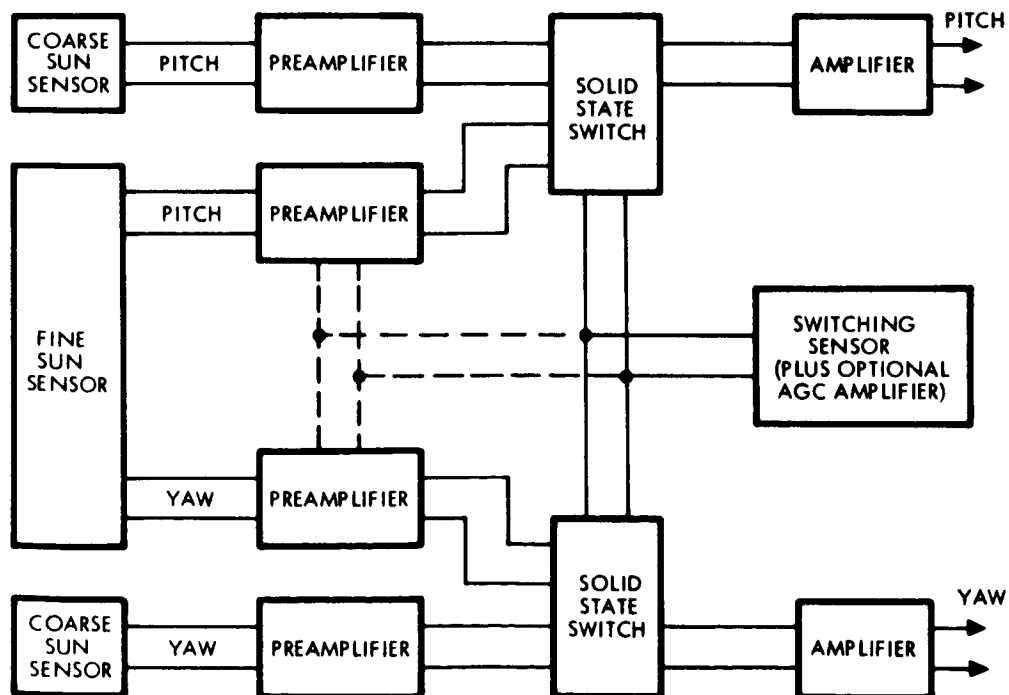 COARSE
SUN
SENSOR
PITCH
PREAMPLIFIER
SOLID
STATE
SWITCH
AMPLIFIER
PITCH
FINE
SUN
SENSOR
PITCH
PREAMPLIFIER
SWITCHING
SENSOR
(PLUS OPTIONAL
AGC AMPLIFIER)
YAW
PREAMPLIFIER
COARSE
SUN
SENSOR
YAW
PREAMPLIFIER
SOLID
STATE
SWITCH
AMPLIFIER
YAW